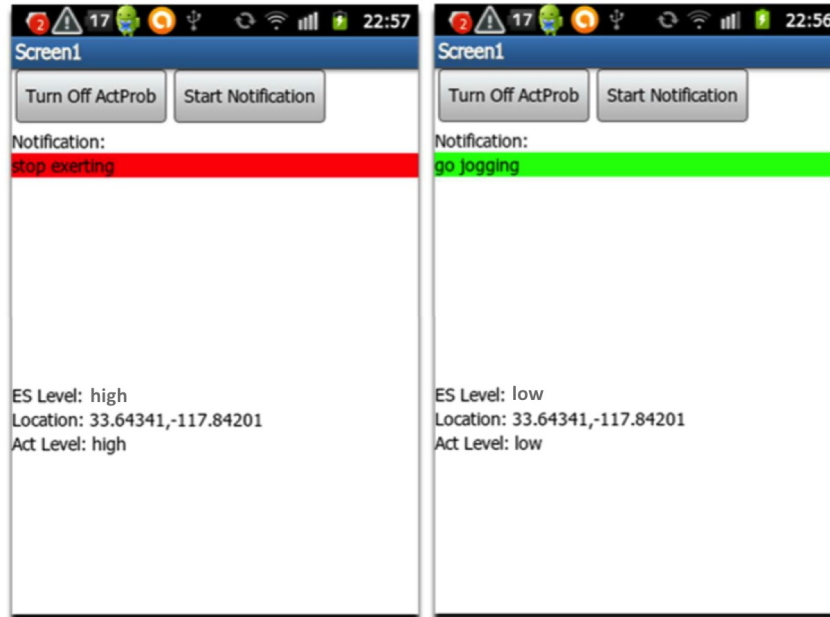 2 17 22:57
Screen1
Turn Off ActProb Start Notification
Notification:
stop exerting
ES Level: high
Location: 33.64341,-117.84201
Act Level: high
2 17 22:56
Screen1
Turn Off ActProb Start Notification
Notification:
go jogging
ES Level: low
Location: 33.64341,-117.84201
Act Level: low